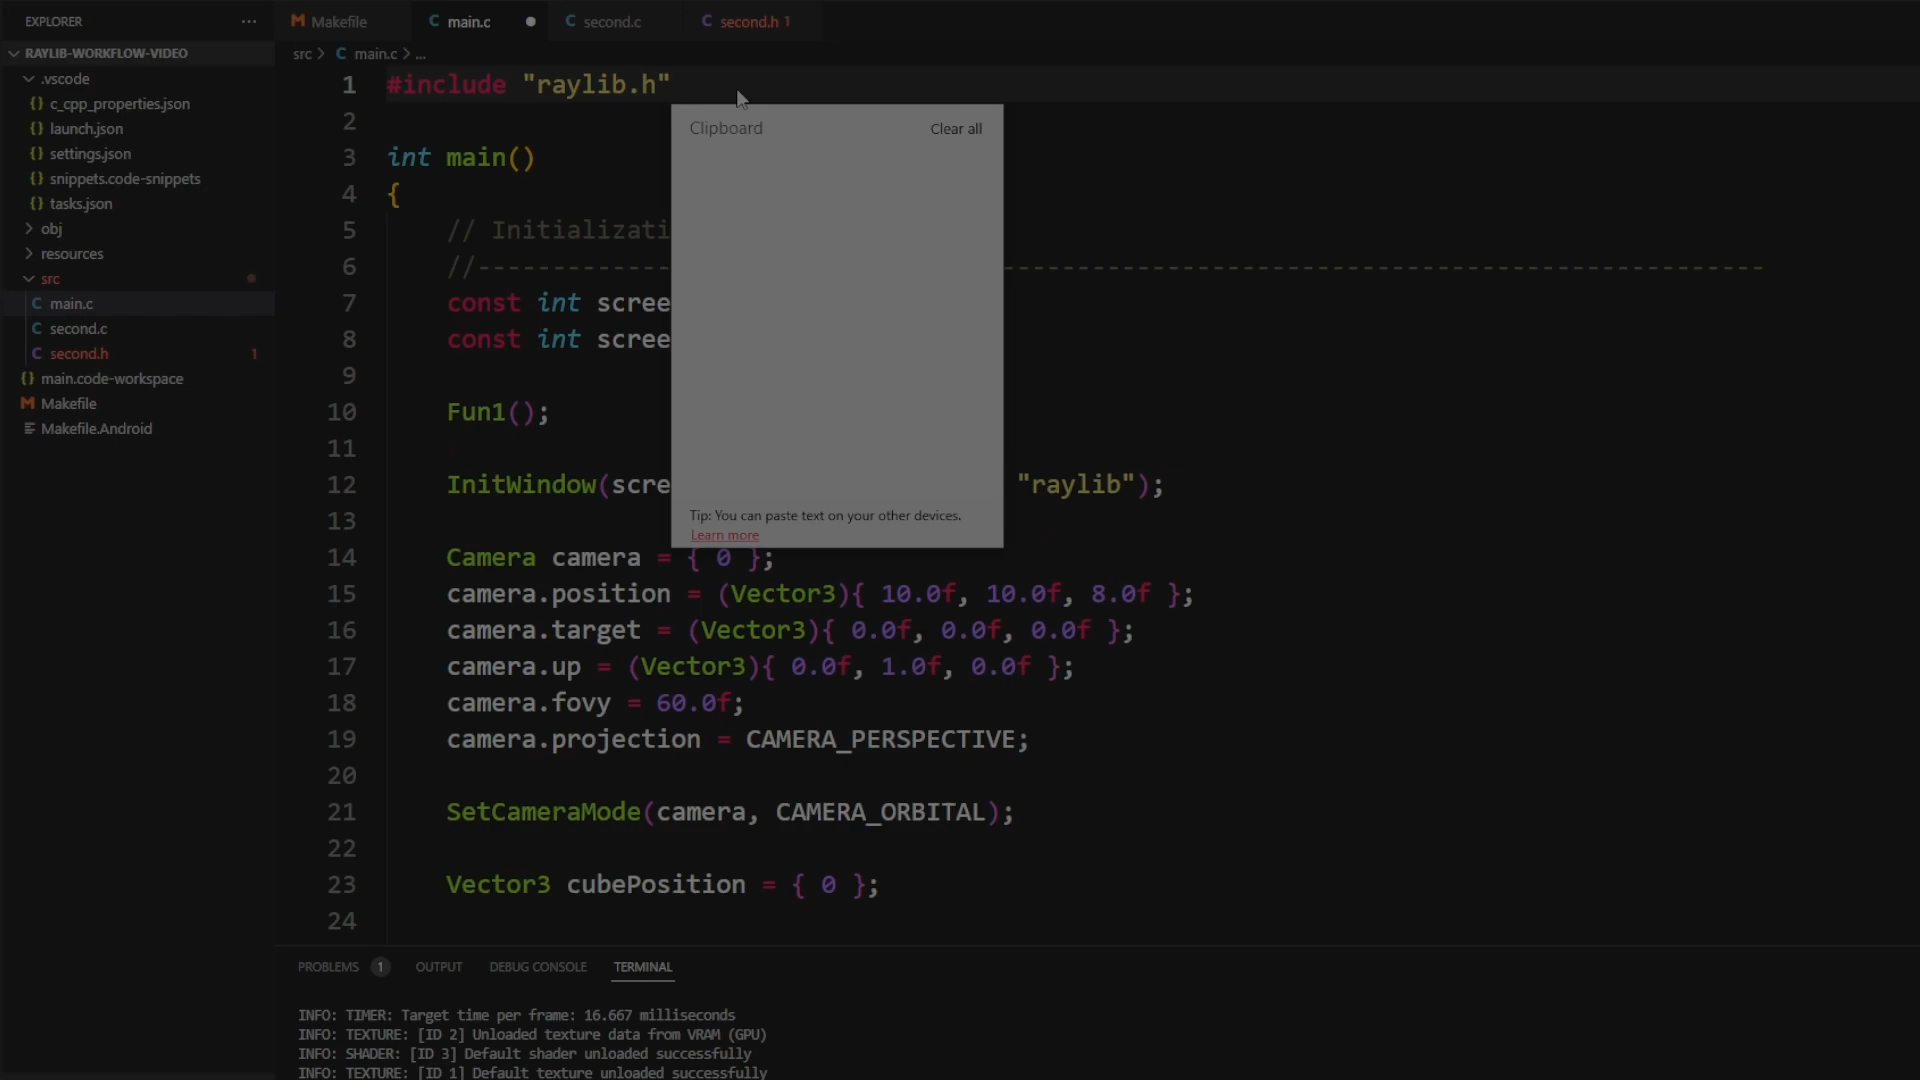 EXPLORER
...
RAYLIB-WORKFLOW-VIDEO
.vscode
{} c_cpp_properties.json
{} launch.json
{} settings.json
{} snippets.code-snippets
{} tasks.json
obj
resources
src
C main.c
C second.c
C second.h 1
{} main.code-workspace
M Makefile
Makefile.Android
M Makefile
C main.c
C second.c
C second.h 1
src > C main.c > ...
1 #include "raylib.h"
2
3 int main()
4 {
5 // Initializati
6 //------------- ---------------------------------------------------
7 const int scree
8 const int scree
9
10 Fun1();
11
12 InitWindow(scre "raylib");
13
14 Camera camera = { 0 };
15 camera.position = (Vector3){ 10.0f, 10.0f, 8.0f };
16 camera.target = (Vector3){ 0.0f, 0.0f, 0.0f };
17 camera.up = (Vector3){ 0.0f, 1.0f, 0.0f };
18 camera.fovy = 60.0f;
19 camera.projection = CAMERA_PERSPECTIVE;
20
21 SetCameraMode(camera, CAMERA_ORBITAL);
22
23 Vector3 cubePosition = { 0 };
24
Clipboard
Clear all
Tip: You can paste text on your other devices.
Learn more
PROBLEMS 1 OUTPUT DEBUG CONSOLE TERMINAL
INFO: TIMER: Target time per frame: 16.667 milliseconds
INFO: TEXTURE: [ID 2] Unloaded texture data from VRAM (GPU)
INFO: SHADER: [ID 3] Default shader unloaded successfully
INFO: TEXTURE: [ID 1] Default texture unloaded successfully